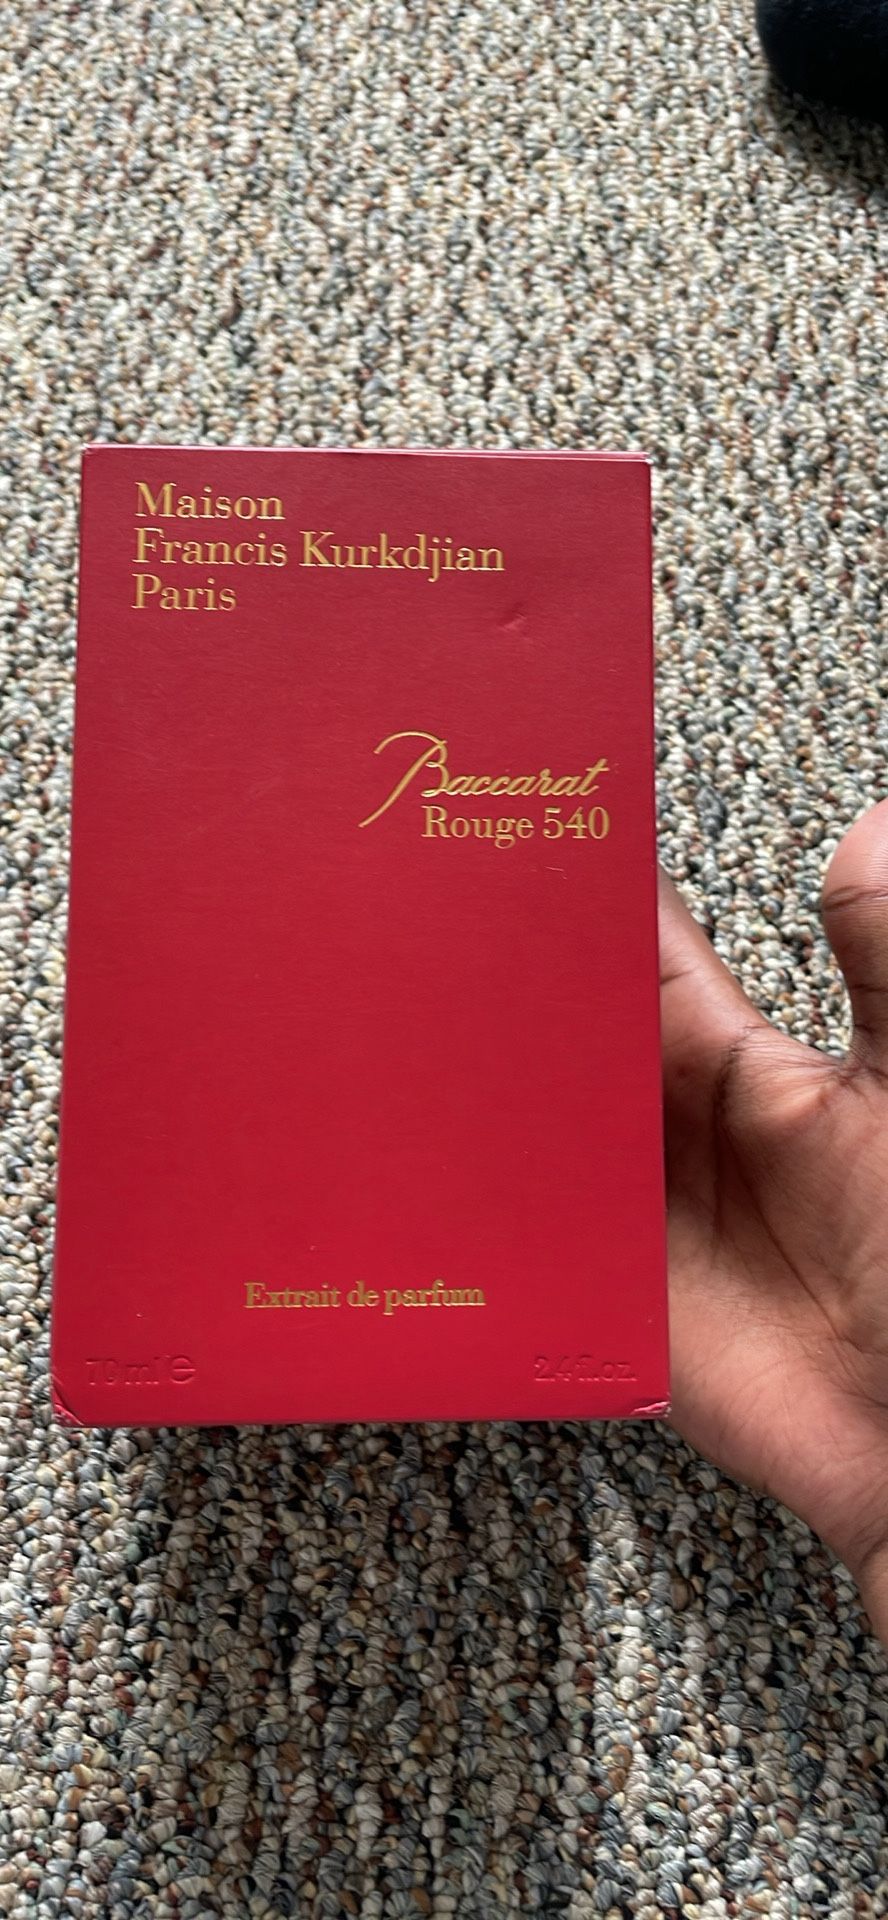 Maison
Francis Kurkdjian
Paris
Baccarat
Rouge 540
Extrait de parfum
70 ml ℮
2.4 fl.oz.